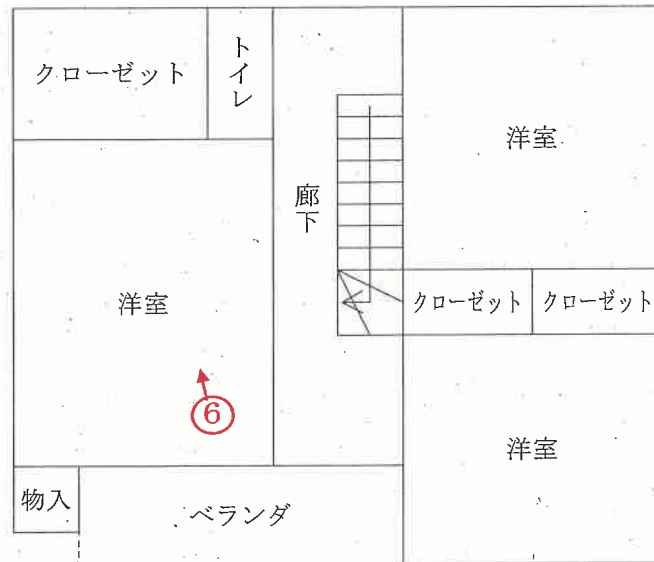 クローゼット
トイレ
洋室
廊下
洋室
クローゼット
クローゼット
⑥
洋室
物入
ベランダ